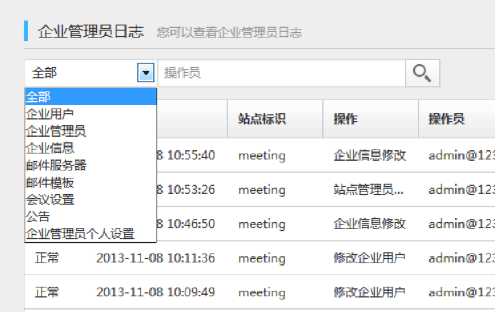 企业管理员日志 您可以查看企业管理员日志
全部 操作员
全部
企业用户
企业管理员
企业信息
邮件服务器
邮件模板
会议设置
公告
企业管理员个人设置
站点标识 操作 操作员
8 10:55:40 meeting 企业信息修改 admin@123
8 10:53:26 meeting 站点管理员... admin@123
8 10:46:50 meeting 企业信息修改 admin@123
正常 2013-11-08 10:11:36 meeting 修改企业用户 admin@123
正常 2013-11-08 10:09:49 meeting 修改企业用户 admin@123